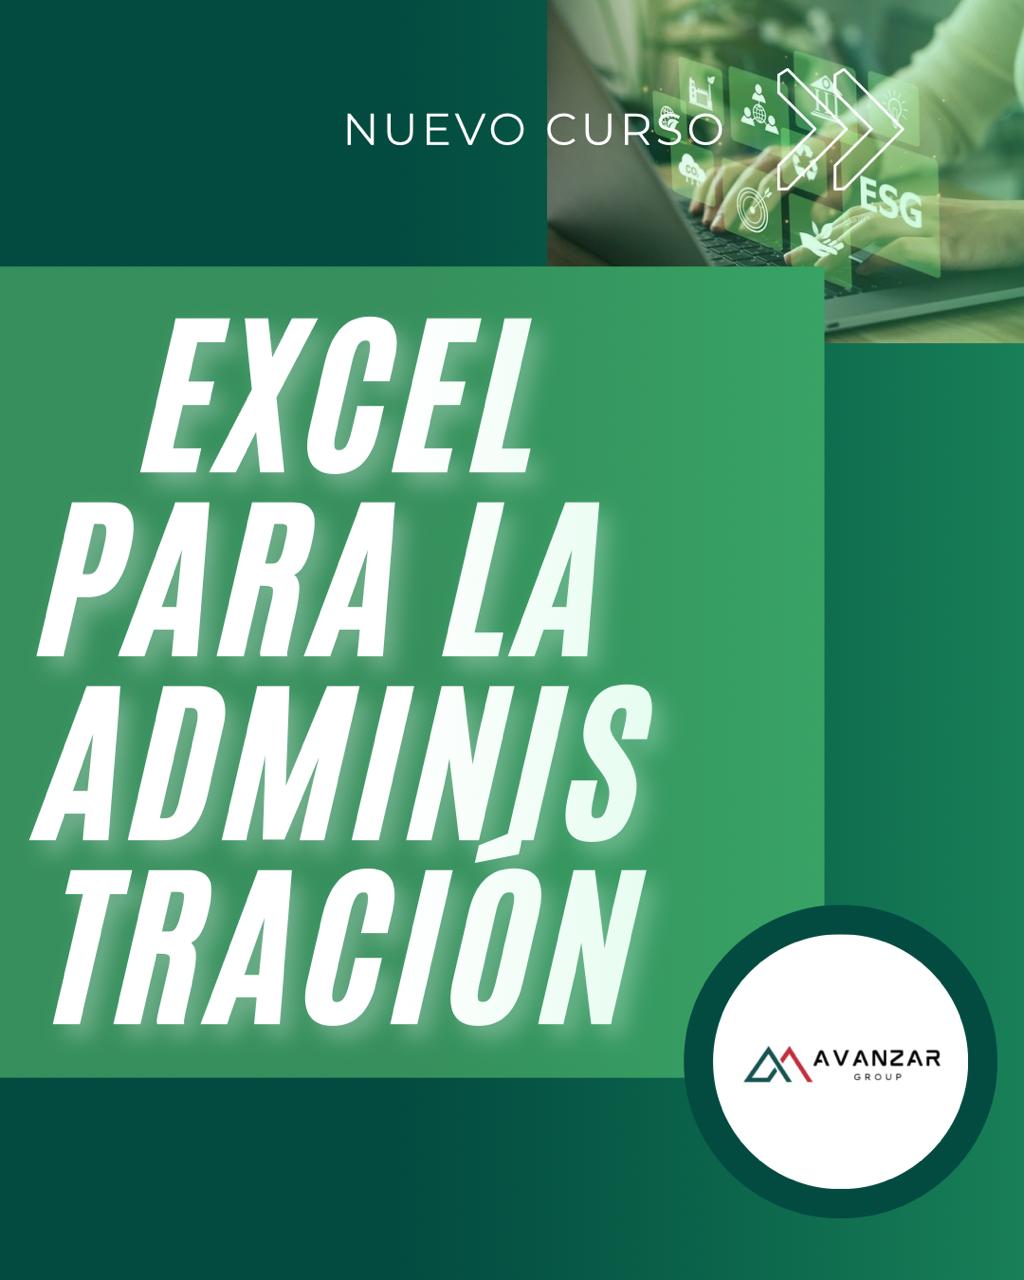 NUEVO CURSO
ESG
EXCEL
PARA LA
ADMINIS
TRACIÓN
AVANZAR
GROUP